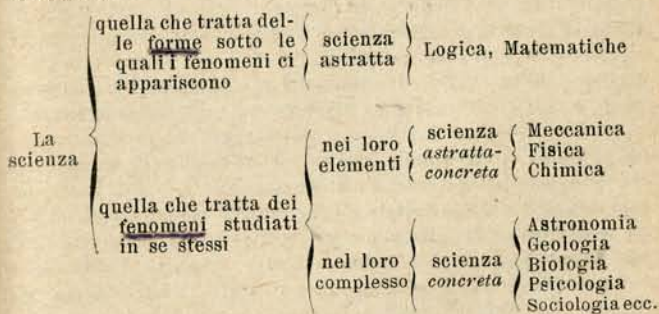 quella che tratta del-
le forme sotto le
quali i fenomeni ci
appariscono
scienza
astratta
Logica, Matematiche
La
scienza
quella che tratta dei
fenomeni studiati
in se stessi
nei loro
elementi
scienza
astratta-
concreta
Meccanica
Fisica
Chimica
nel loro
complesso
scienza
concreta
Astronomia
Geologia
Biologia
Psicologia
Sociologia ecc.